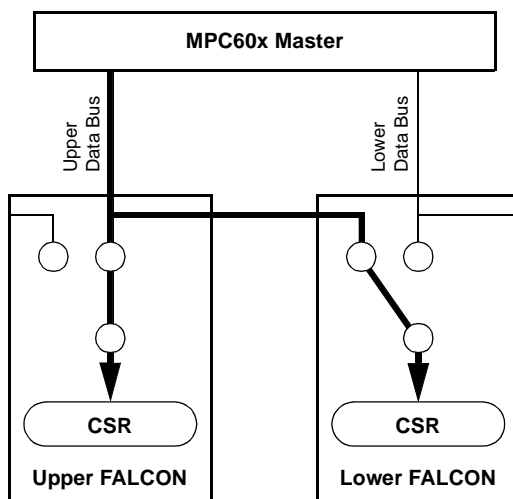 MPC60x Master
Upper
Data Bus
Lower
Data Bus
CSR
CSR
Upper FALCON
Lower FALCON